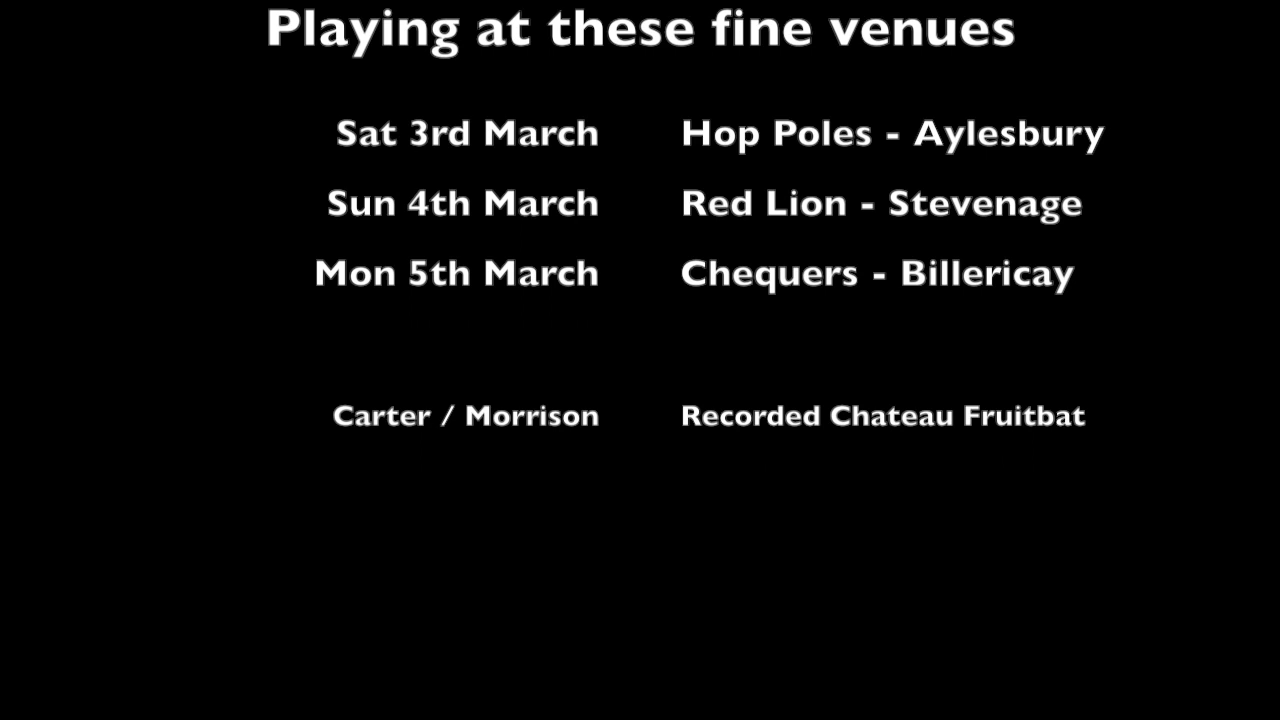 Playing at these fine venues
Sat 3rd March Hop Poles - Aylesbury
Sun 4th March Red Lion - Stevenage
Mon 5th March Chequers - Billericay
Carter / Morrison Recorded Chateau Fruitbat